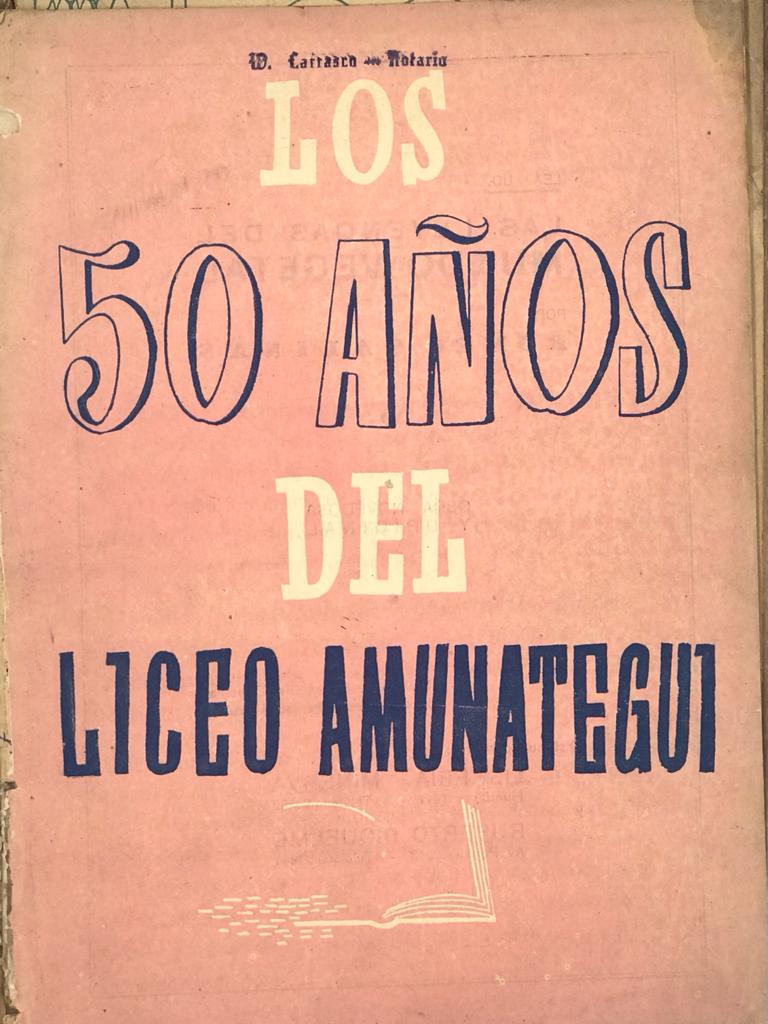 W. Carrasco - Notario
LOS
50 AÑOS
DEL
LICEO AMUNATEGUI